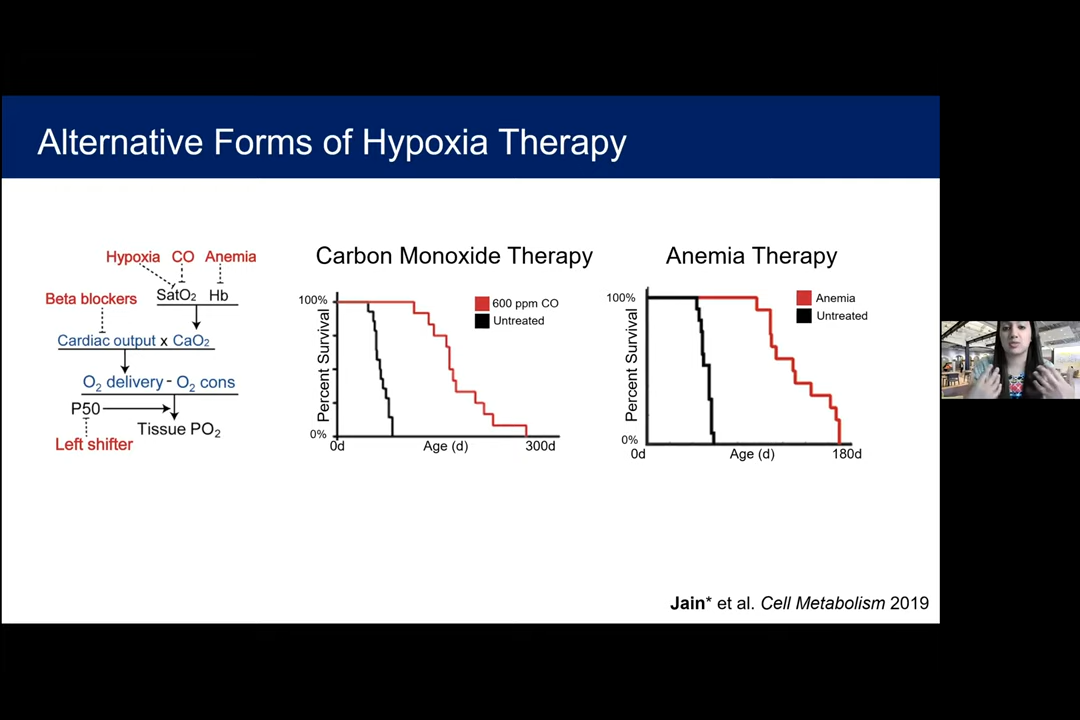 Alternative Forms of Hypoxia Therapy
Hypoxia CO Anemia
Beta blockers
SatO₂ Hb
Cardiac output x CaO₂
O₂ delivery - O₂ cons
P50
Tissue PO₂
Left shifter
Carbon Monoxide Therapy
100%
600 ppm CO
Untreated
Percent Survival
0%
0d
Age (d)
300d
Anemia Therapy
100%
Anemia
Untreated
Percent Survival
0%
0d
Age (d)
180d
Jain* et al. Cell Metabolism 2019